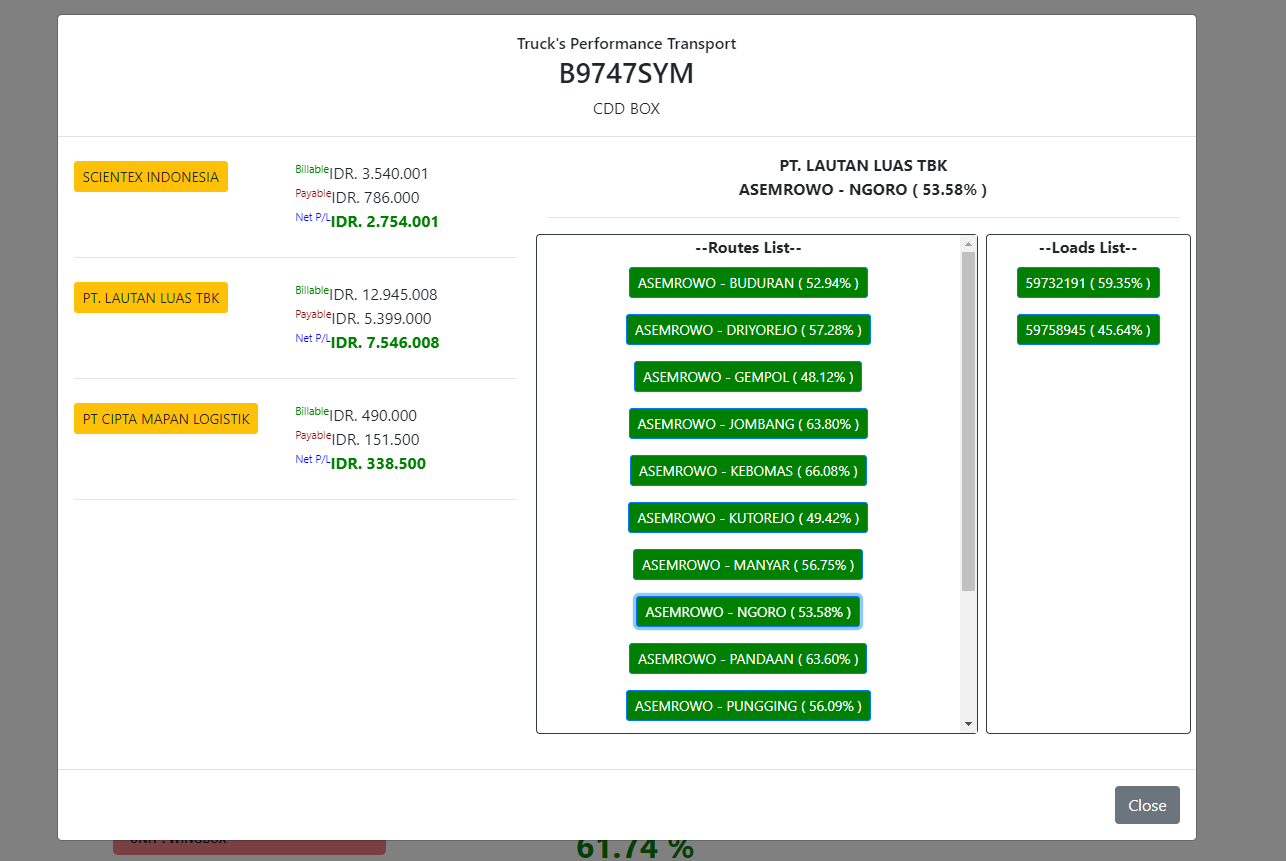 Truck's Performance Transport
B9747SYM
CDD BOX
SCIENTEX INDONESIA
Billable IDR. 3.540.001
Payable IDR. 786.000
Net P/L IDR. 2.754.001
PT. LAUTAN LUAS TBK
Billable IDR. 12.945.008
Payable IDR. 5.399.000
Net P/L IDR. 7.546.008
PT CIPTA MAPAN LOGISTIK
Billable IDR. 490.000
Payable IDR. 151.500
Net P/L IDR. 338.500
PT. LAUTAN LUAS TBK
ASEMROWO - NGORO ( 53.58% )
--Routes List--
ASEMROWO - BUDURAN ( 52.94% )
ASEMROWO - DRIYOREJO ( 57.28% )
ASEMROWO - GEMPOL ( 48.12% )
ASEMROWO - JOMBANG ( 63.80% )
ASEMROWO - KEBOMAS ( 66.08% )
ASEMROWO - KUTOREJO ( 49.42% )
ASEMROWO - MANYAR ( 56.75% )
ASEMROWO - NGORO ( 53.58% )
ASEMROWO - PANDAAN ( 63.60% )
ASEMROWO - PUNGGING ( 56.09% )
--Loads List--
59732191 ( 59.35% )
59758945 ( 45.64% )
Close
UNIT : WINGBOX
61.74 %